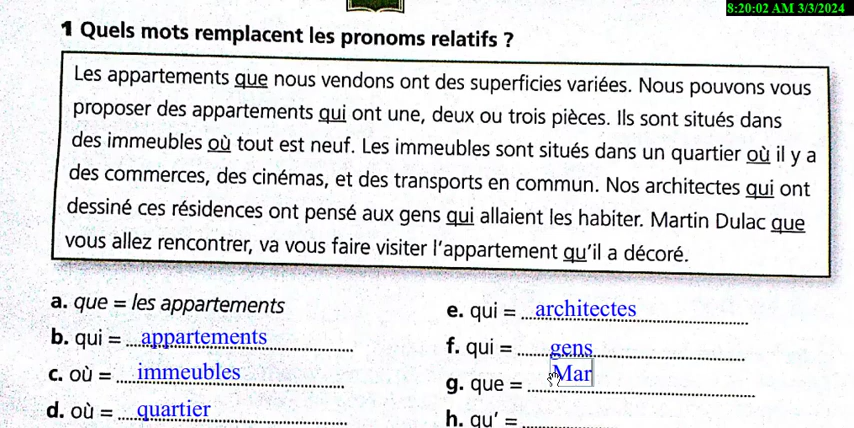 8:20:02 AM 3/3/2024
1 Quels mots remplacent les pronoms relatifs ?
Les appartements que nous vendons ont des superficies variées. Nous pouvons vous
proposer des appartements qui ont une, deux ou trois pièces. Ils sont situés dans
des immeubles où tout est neuf. Les immeubles sont situés dans un quartier où il y a
des commerces, des cinémas, et des transports en commun. Nos architectes qui ont
dessiné ces résidences ont pensé aux gens qui allaient les habiter. Martin Dulac que
vous allez rencontrer, va vous faire visiter l'appartement qu'il a décoré.
a. que = les appartements
b. qui = appartements
c. où = immeubles
d. où = quartier
e. qui = architectes
f. qui = gens
g. que = Mar
h. qu' =